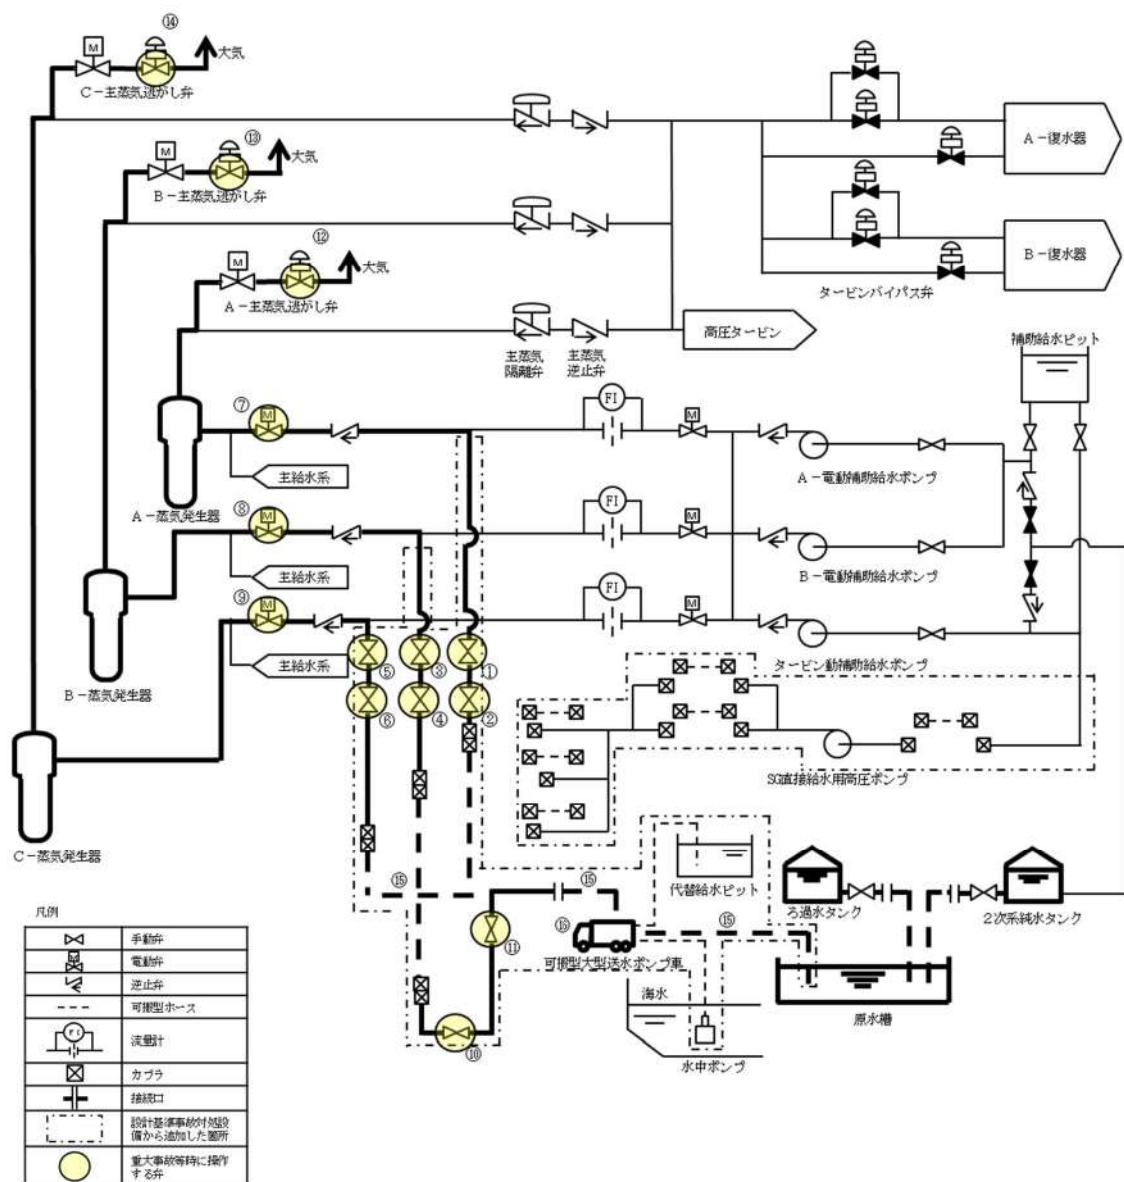 ⑭
M
大気
C－主蒸気逃がし弁
⑬
M
大気
B－主蒸気逃がし弁
⑫
M
大気
A－主蒸気逃がし弁
A－復水器
B－復水器
タービンバイパス弁
高圧タービン
主蒸気
隔離弁
主蒸気
逆止弁
補助給水ピット
⑦
M
FI
M
主給水系
A－電動補助給水ポンプ
A－蒸気発生器
⑧
M
FI
M
主給水系
B－電動補助給水ポンプ
⑨
M
FI
M
主給水系
タービン動補助給水ポンプ
B－蒸気発生器
⑤
③
①
⑥
④
②
SG直接給水用高圧ポンプ
C－蒸気発生器
⑮
⑮
代替給水ピット
⑮
ろ過水タンク
2次系純水タンク
⑪
⑯
可搬型大型送水ポンプ車
海水
原水槽
⑩
水中ポンプ
凡例
手動弁
M
電動弁
逆止弁
可搬型ホース
FI
流量計
カプラ
接続口
設計基準事故対処設
備から追加した箇所
重大事故等時に操作
する弁